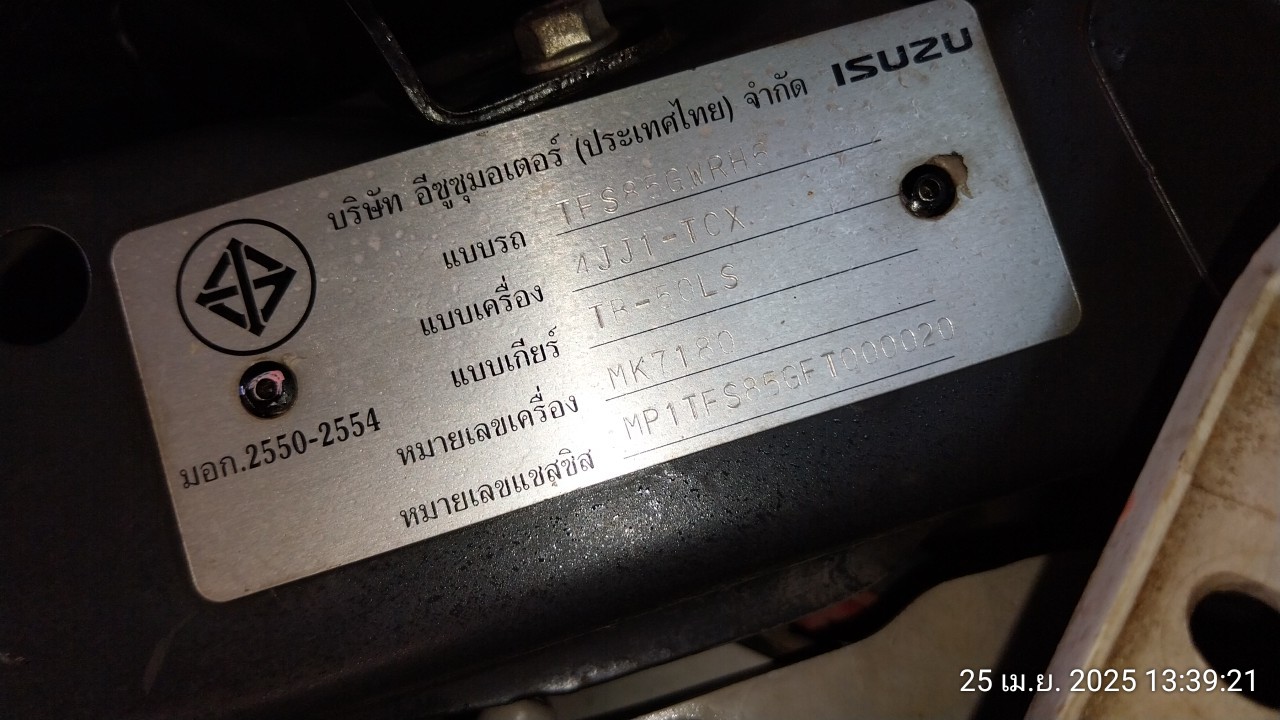 บริษัท อีซูซุมอเตอร์ (ประเทศไทย) จำกัด ISUZU
แบบรถ TFS85GWRH5
แบบเครื่อง 4JJ1-TCX
แบบเกียร์ TB-50LS
หมายเลขเครื่อง MK7180
หมายเลขแชสซิส MP1TFS85GFT000020
มอก.2550-2554
25 เม.ย. 2025 13:39:21